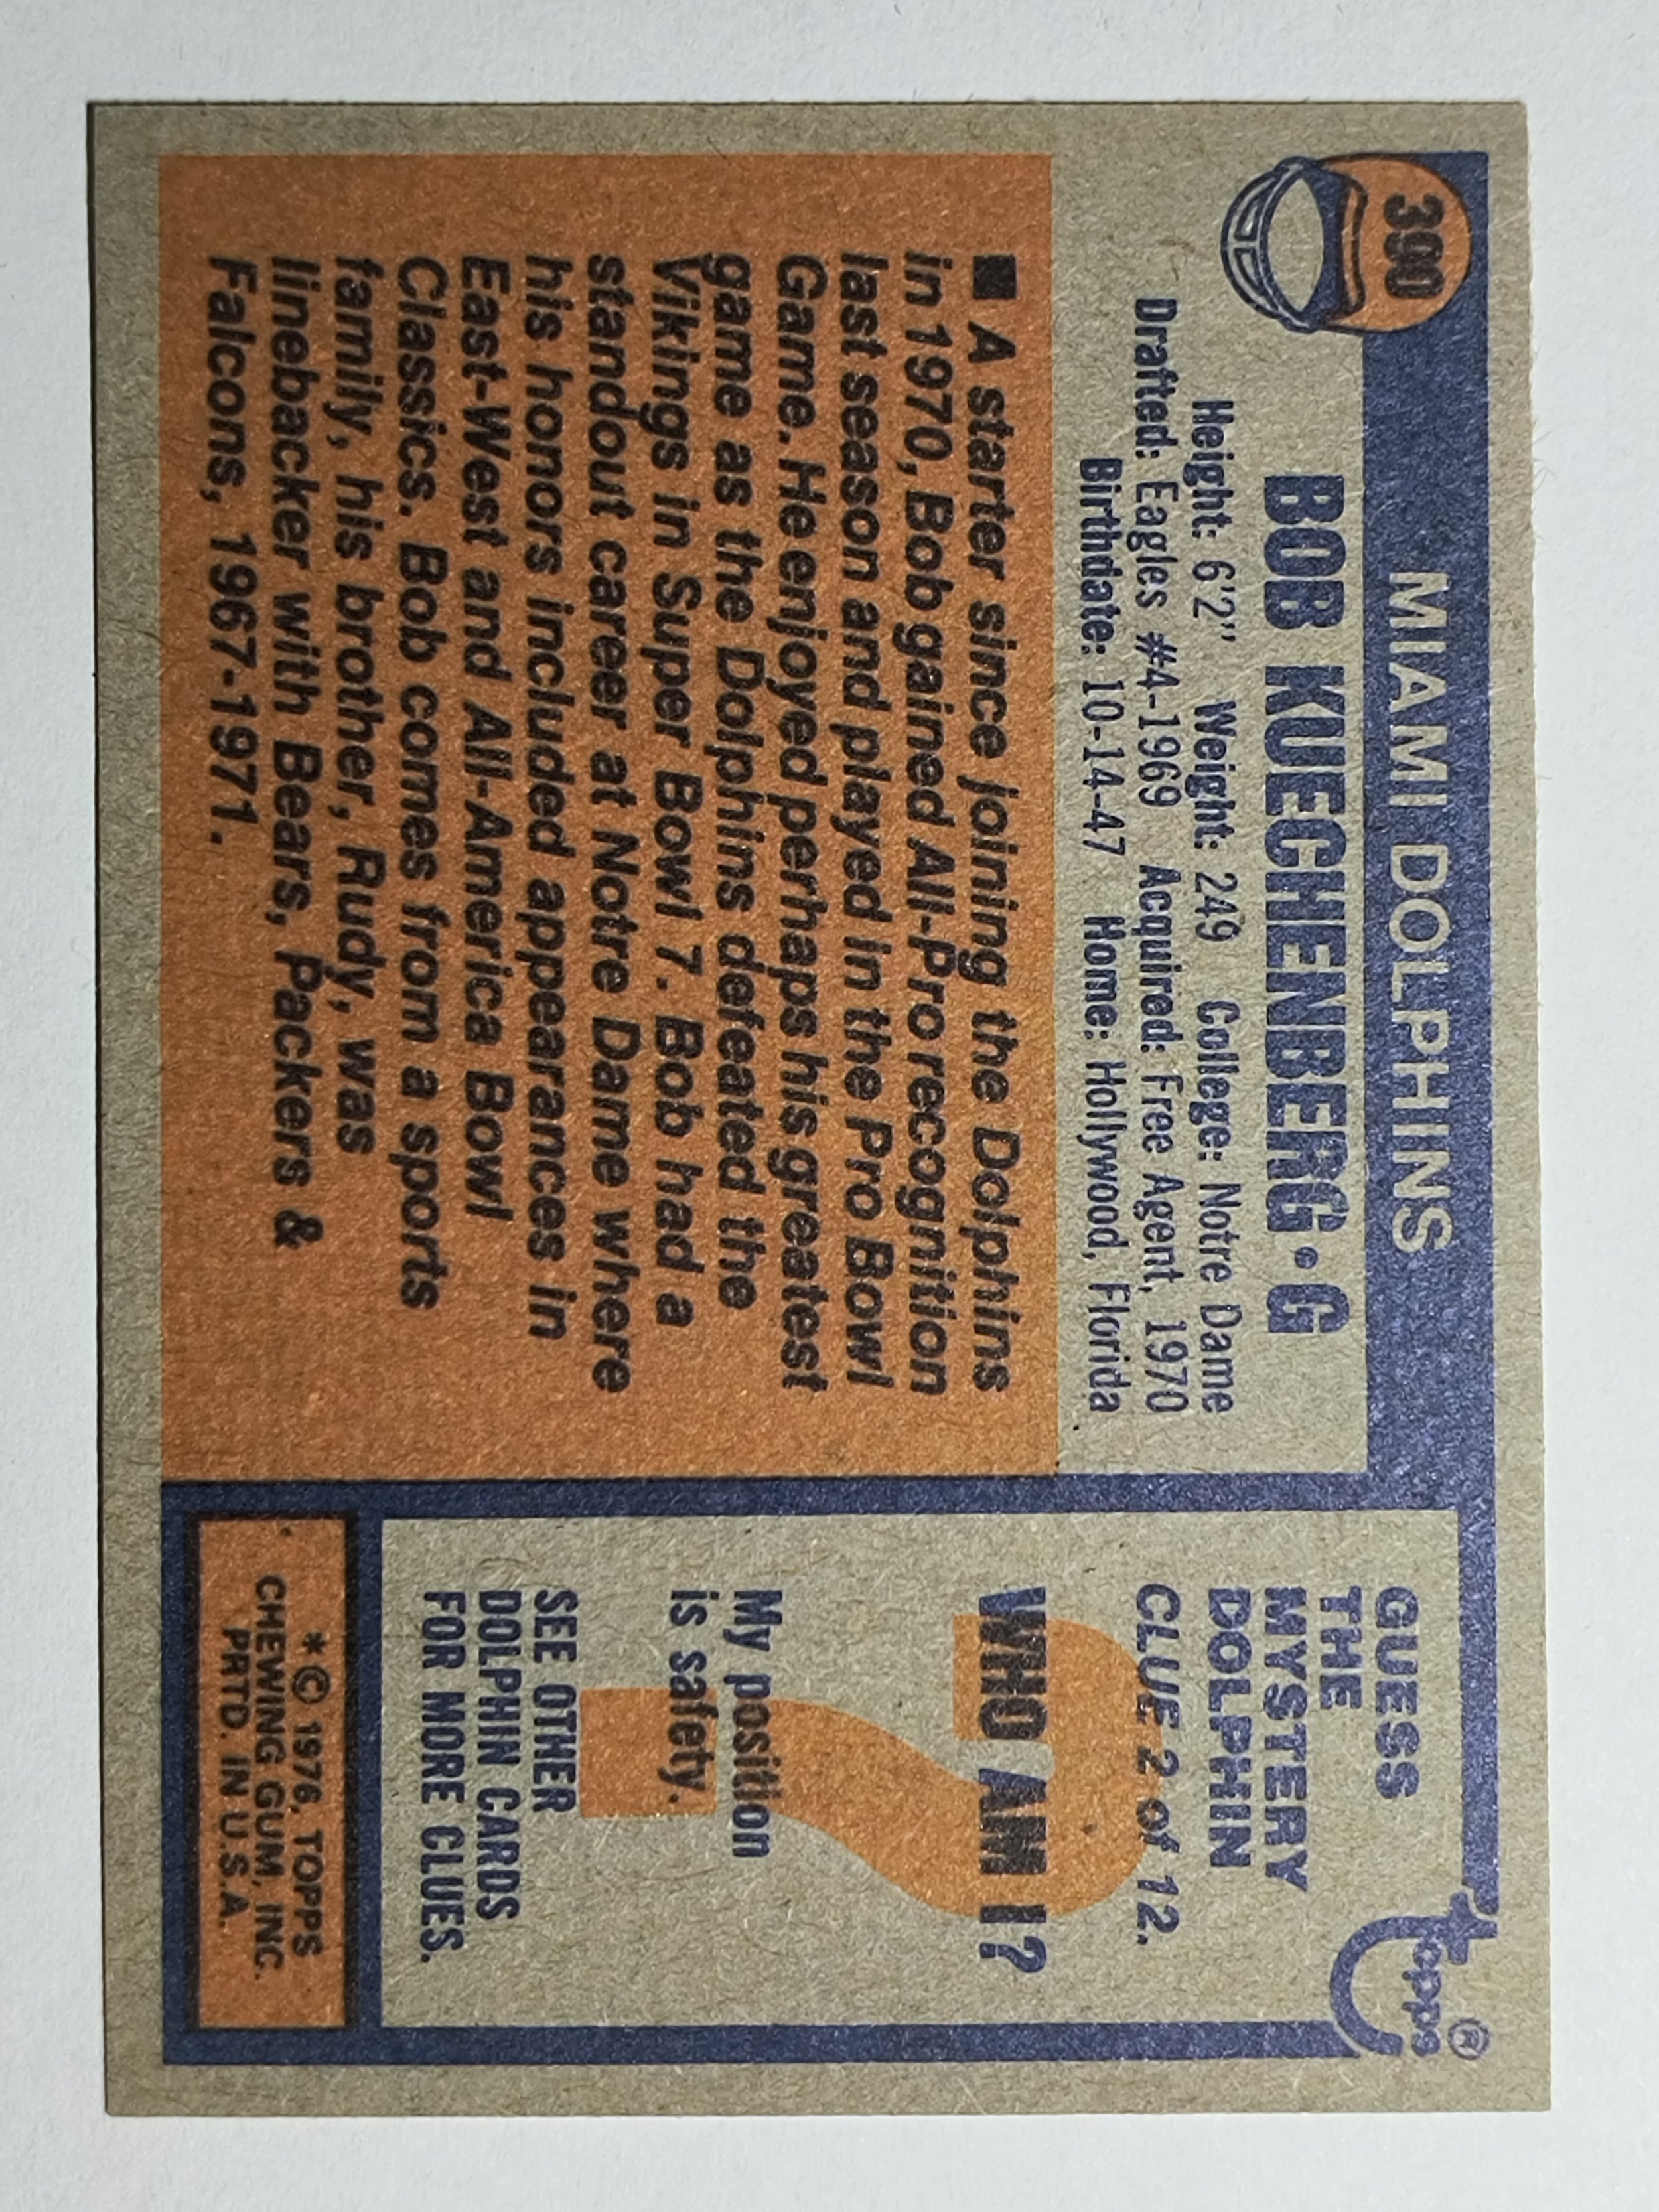 300
MIAMI DOLPHINS
BOB KUECHENBERG • G
Height: 6'2" Weight: 249 College: Notre Dame
Drafted: Eagles #4-1969 Acquired: Free Agent, 1970
Birthdate: 10-14-47 Home: Hollywood, Florida
■ A starter since joining the Dolphins
in 1970, Bob gained All-Pro recognition
last season and played in the Pro Bowl
Game. He enjoyed perhaps his greatest
game as the Dolphins defeated the
Vikings in Super Bowl 7. Bob had a
standout career at Notre Dame where
his honors included appearances in
East-West and All-America Bowl
Classics. Bob comes from a sports
family, his brother, Rudy, was
linebacker with Bears, Packers &
Falcons, 1967-1971.
topps ®
GUESS
THE
MYSTERY
DOLPHIN
CLUE 2 of 12.
WHO AM I?
My position
is safety.
SEE OTHER
DOLPHIN CARDS
FOR MORE CLUES.
* © 1976, TOPPS
CHEWING GUM, INC.
PRTD. IN U.S.A.